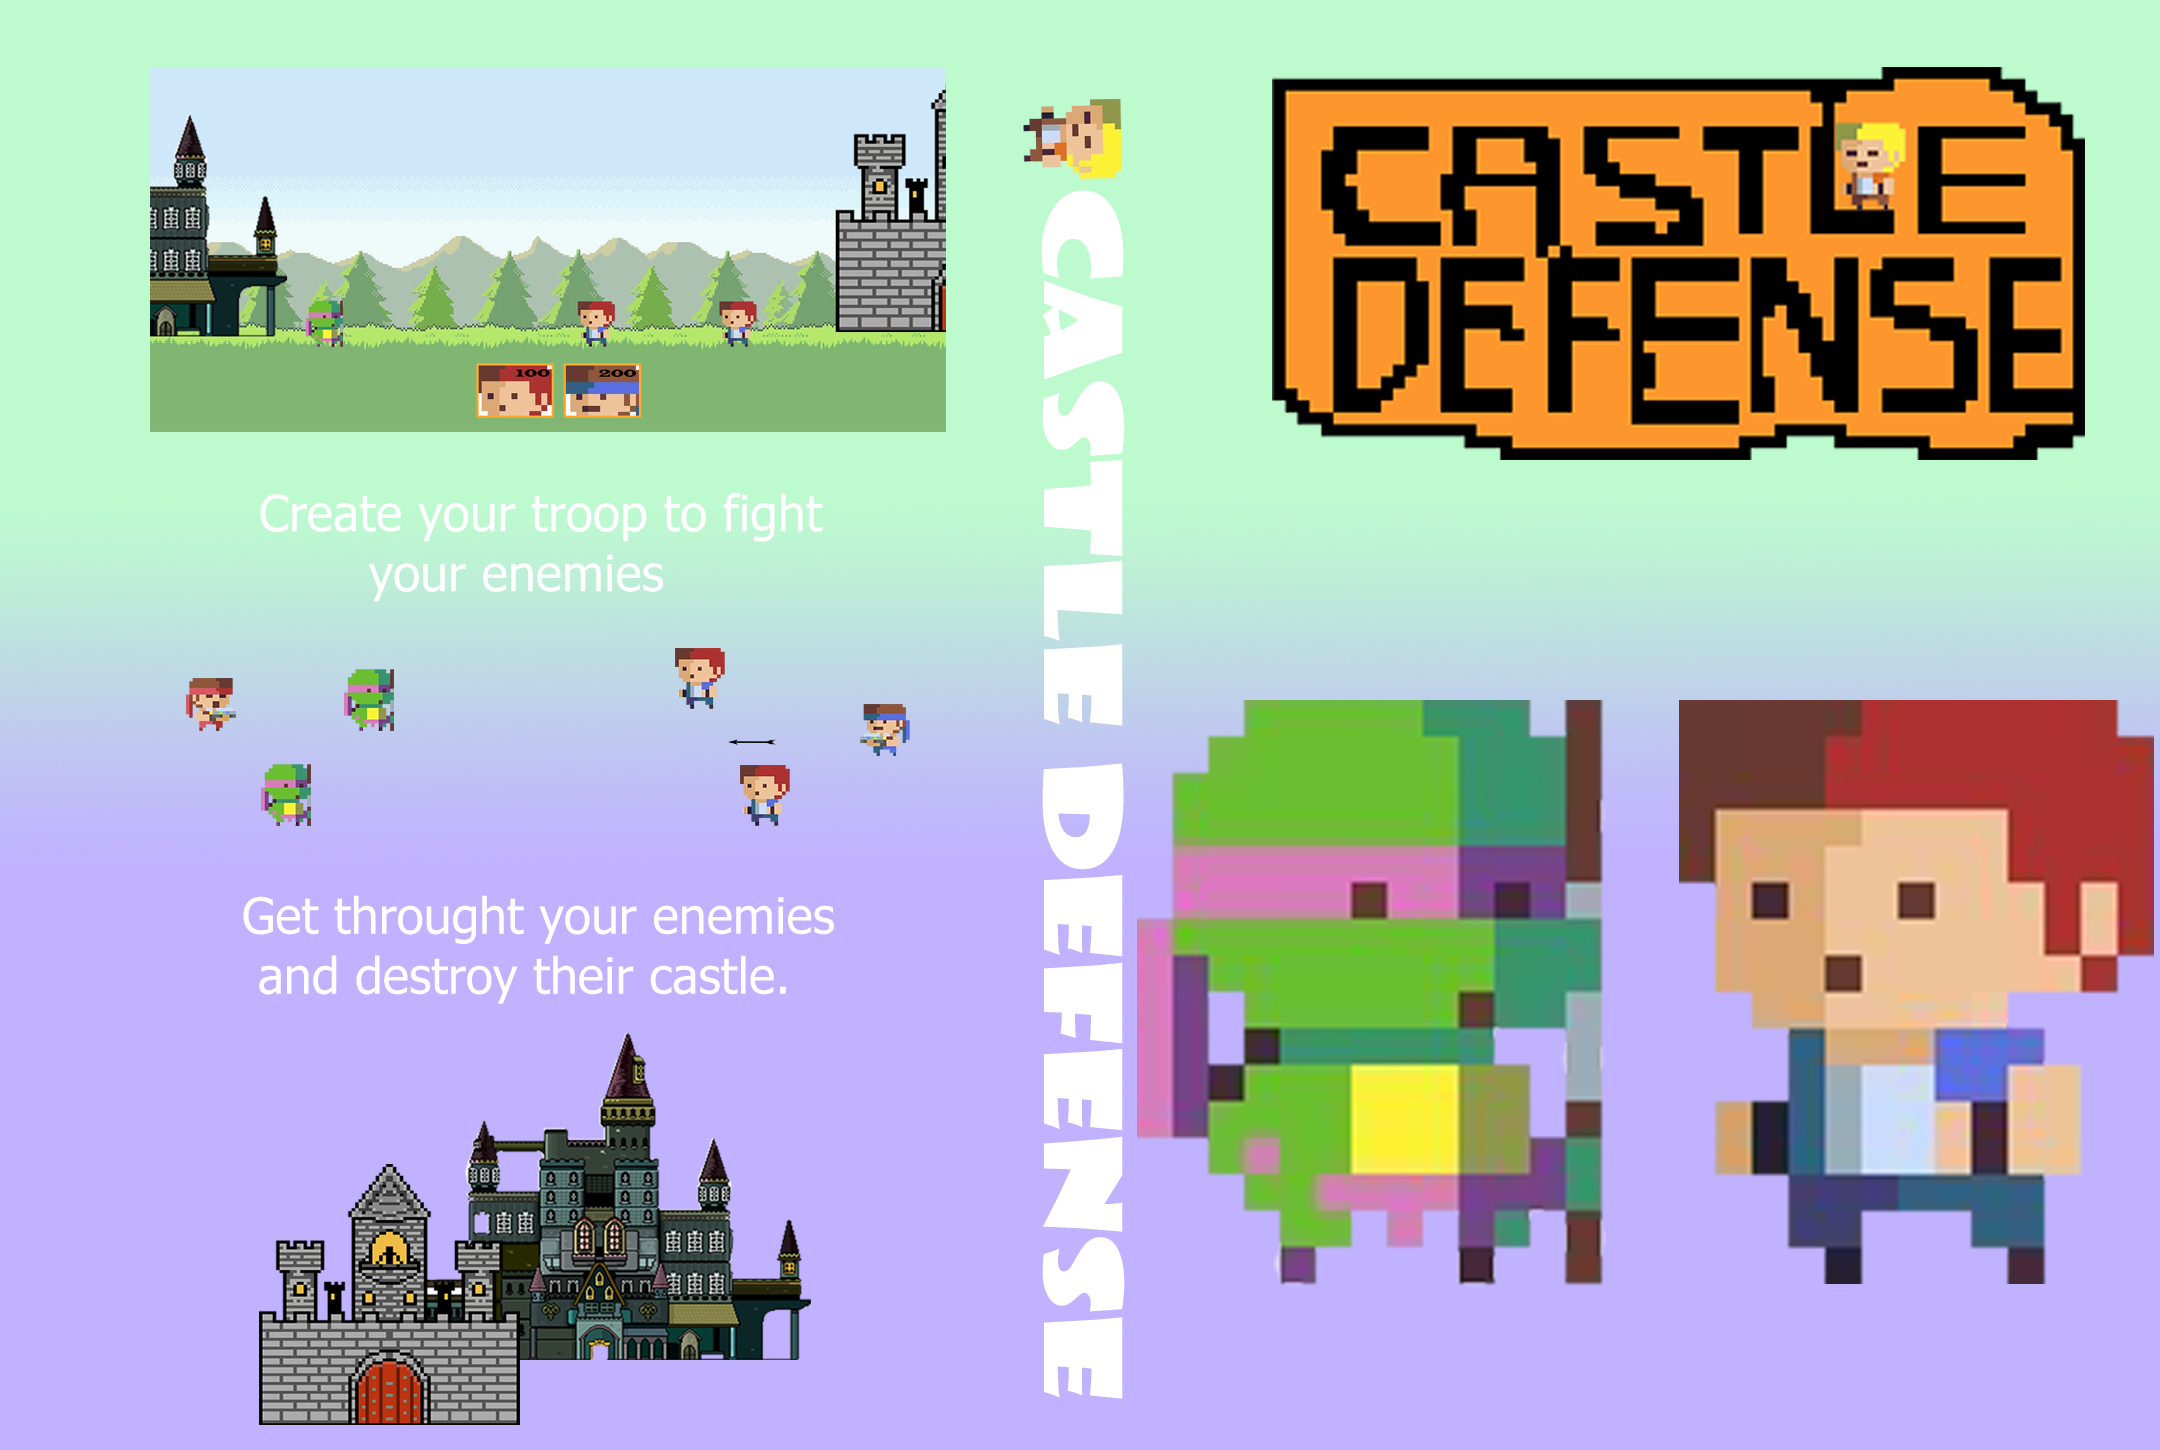 100 200
Create your troop to fight
your enemies
Get throught your enemies
and destroy their castle.
CASTLE DEFENSE
CASTLE
DEFENSE